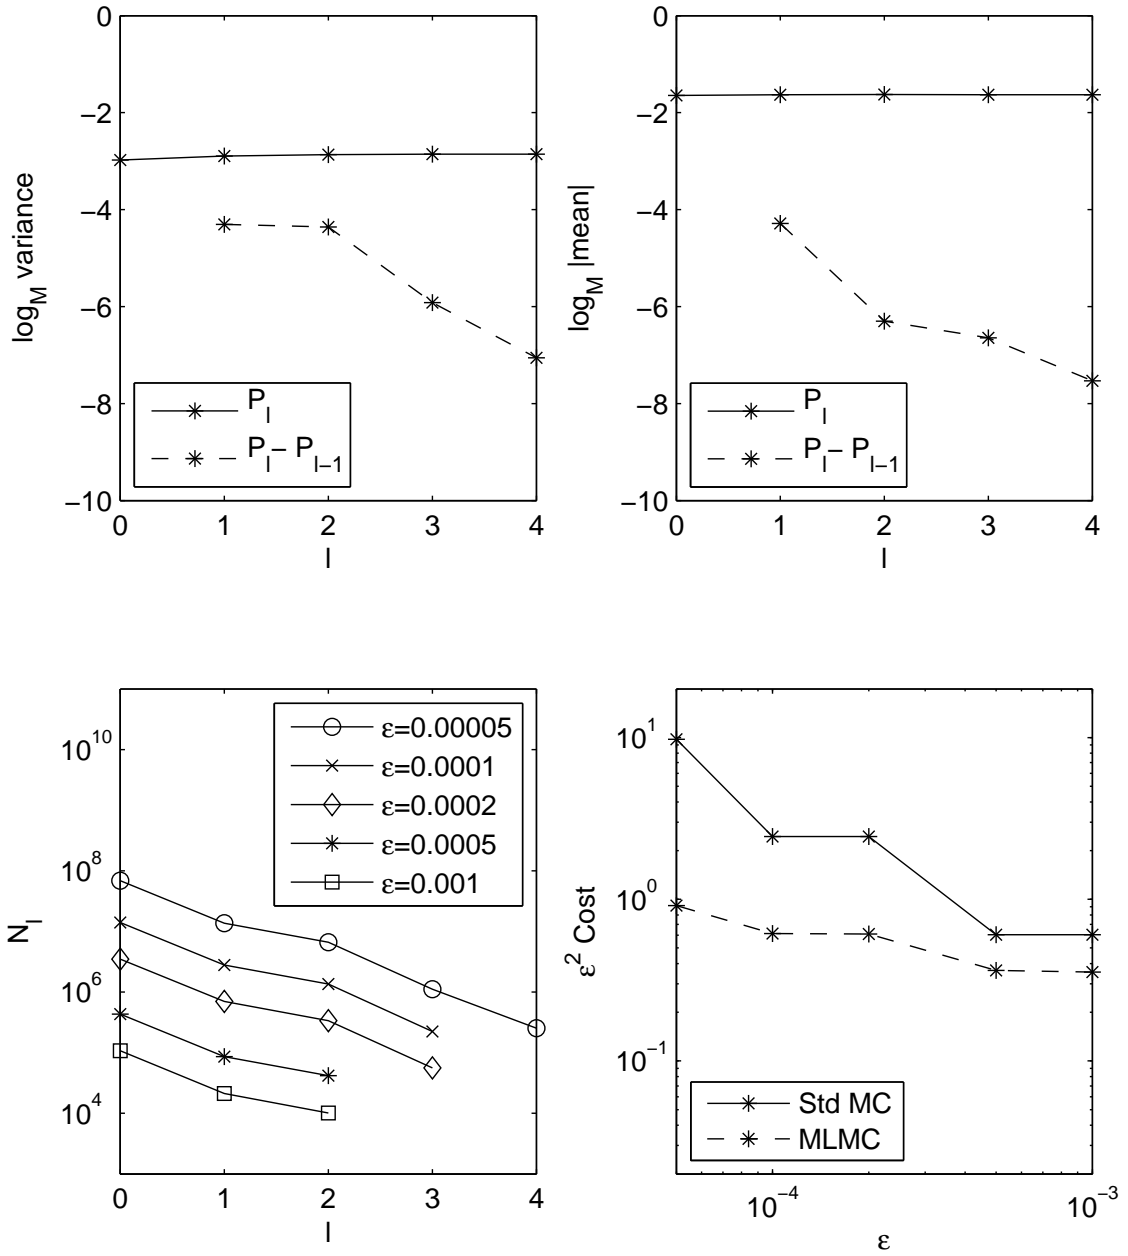 0
−2
−4
−6
−8
−10
0 1 2 3 4
l
log_M variance
P_l
P_l − P_{l−1}
0
−2
−4
−6
−8
−10
0 1 2 3 4
l
log_M |mean|
P_l
P_l − P_{l−1}
10^10
10^8
10^6
10^4
0 1 2 3 4
l
N_l
ε=0.00005
ε=0.0001
ε=0.0002
ε=0.0005
ε=0.001
10^1
10^0
10^−1
10^−4 10^−3
ε
ε^2 Cost
Std MC
MLMC